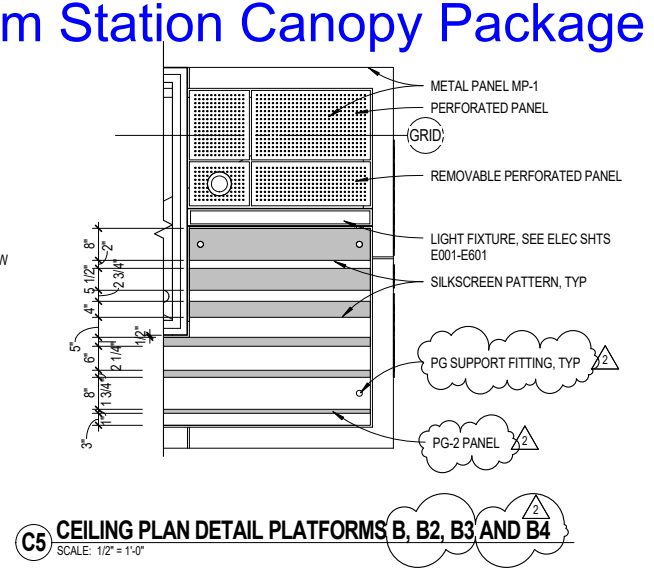 m Station Canopy Package
METAL PANEL MP-1
PERFORATED PANEL
GRID
REMOVABLE PERFORATED PANEL
LIGHT FIXTURE, SEE ELEC SHTS
E001-E601
W
SILKSCREEN PATTERN, TYP
8"
2"
5 1/2"
2 3/4"
4"
1/2"
5"
2 1/4"
6"
1 3/4"
8"
1"
3"
PG SUPPORT FITTING, TYP
2
PG-2 PANEL
2
2
C5 CEILING PLAN DETAIL PLATFORMS B, B2, B3 AND B4
SCALE: 1/2" = 1'-0"